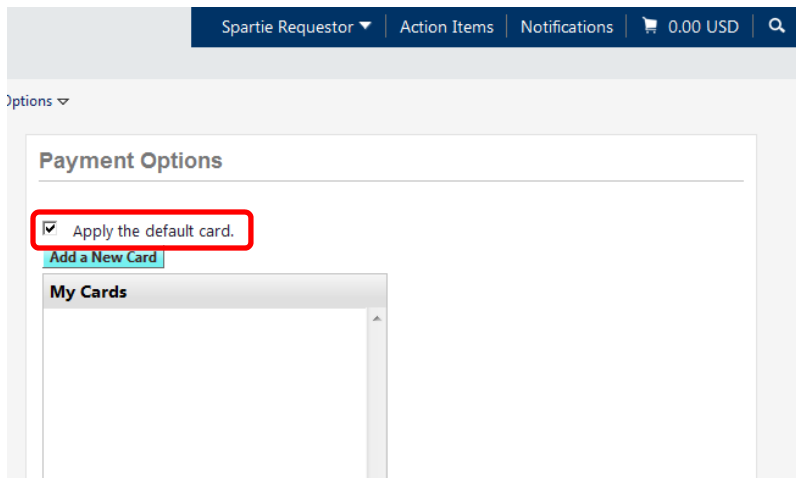 Spartie Requestor Action Items Notifications 0.00 USD
Options
Payment Options
Apply the default card.
Add a New Card
My Cards